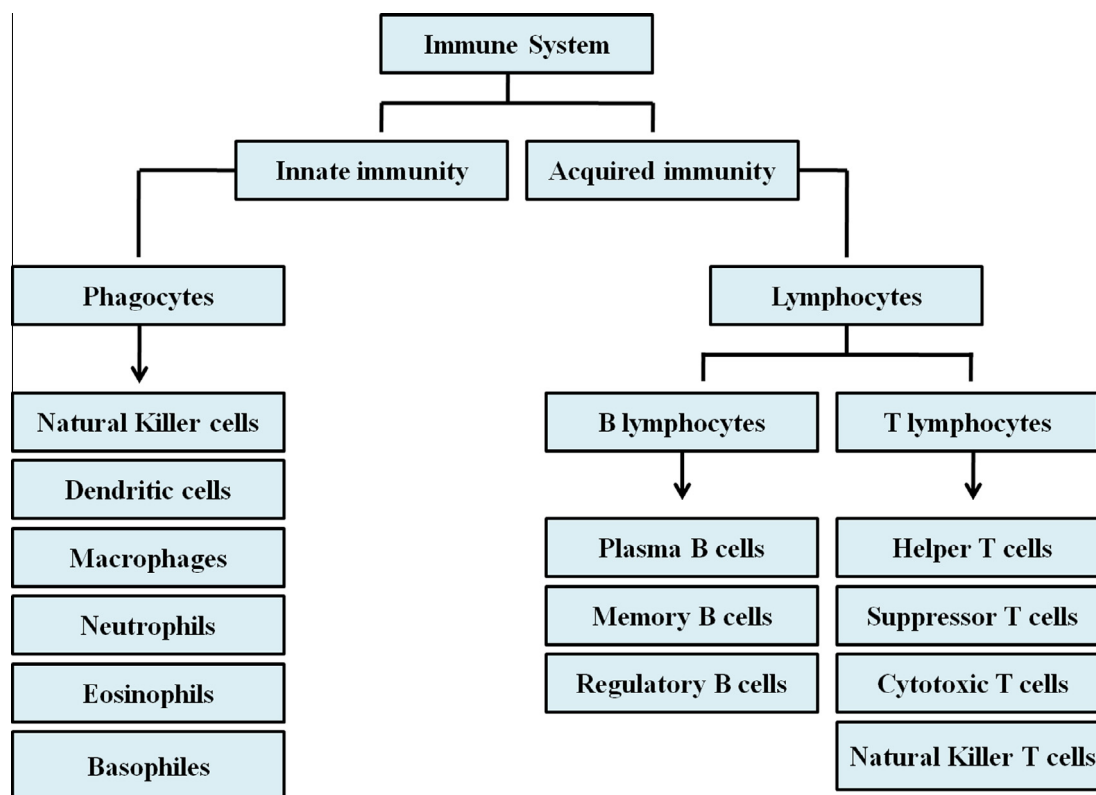 Immune System
Innate immunity
Acquired immunity
Phagocytes
Lymphocytes
Natural Killer cells
Dendritic cells
Macrophages
Neutrophils
Eosinophils
Basophiles
B lymphocytes
T lymphocytes
Plasma B cells
Memory B cells
Regulatory B cells
Helper T cells
Suppressor T cells
Cytotoxic T cells
Natural Killer T cells